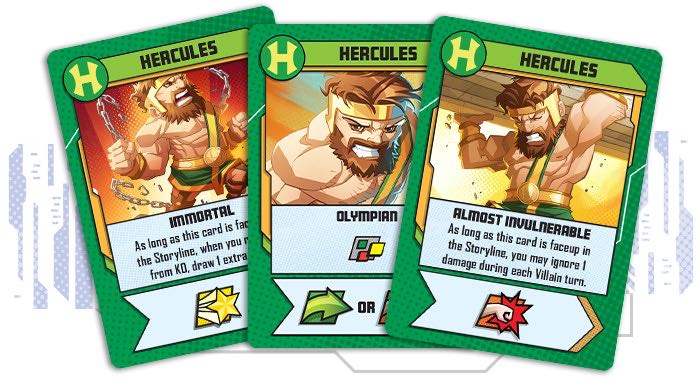 H
HERCULES
IMMORTAL
As long as this card is
the Storyline, when you
from KO, draw 1 extra
H
HERCULES
OLYMPIAN
OR
H
HERCULES
ALMOST INVULNERABLE
As long as this card is faceup in
the Storyline, you may ignore 1
damage during each Villain turn.